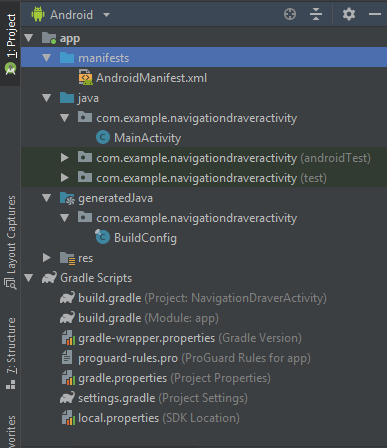 Android
1: Project
app
manifests
AndroidManifest.xml
java
com.example.navigationdraveractivity
MainActivity
com.example.navigationdraveractivity (androidTest)
com.example.navigationdraveractivity (test)
generatedJava
com.example.navigationdraveractivity
BuildConfig
res
Gradle Scripts
build.gradle (Project: NavigationDraverActivity)
build.gradle (Module: app)
gradle-wrapper.properties (Gradle Version)
proguard-rules.pro (ProGuard Rules for app)
gradle.properties (Project Properties)
settings.gradle (Project Settings)
local.properties (SDK Location)
Layout Captures
7: Structure
vorites